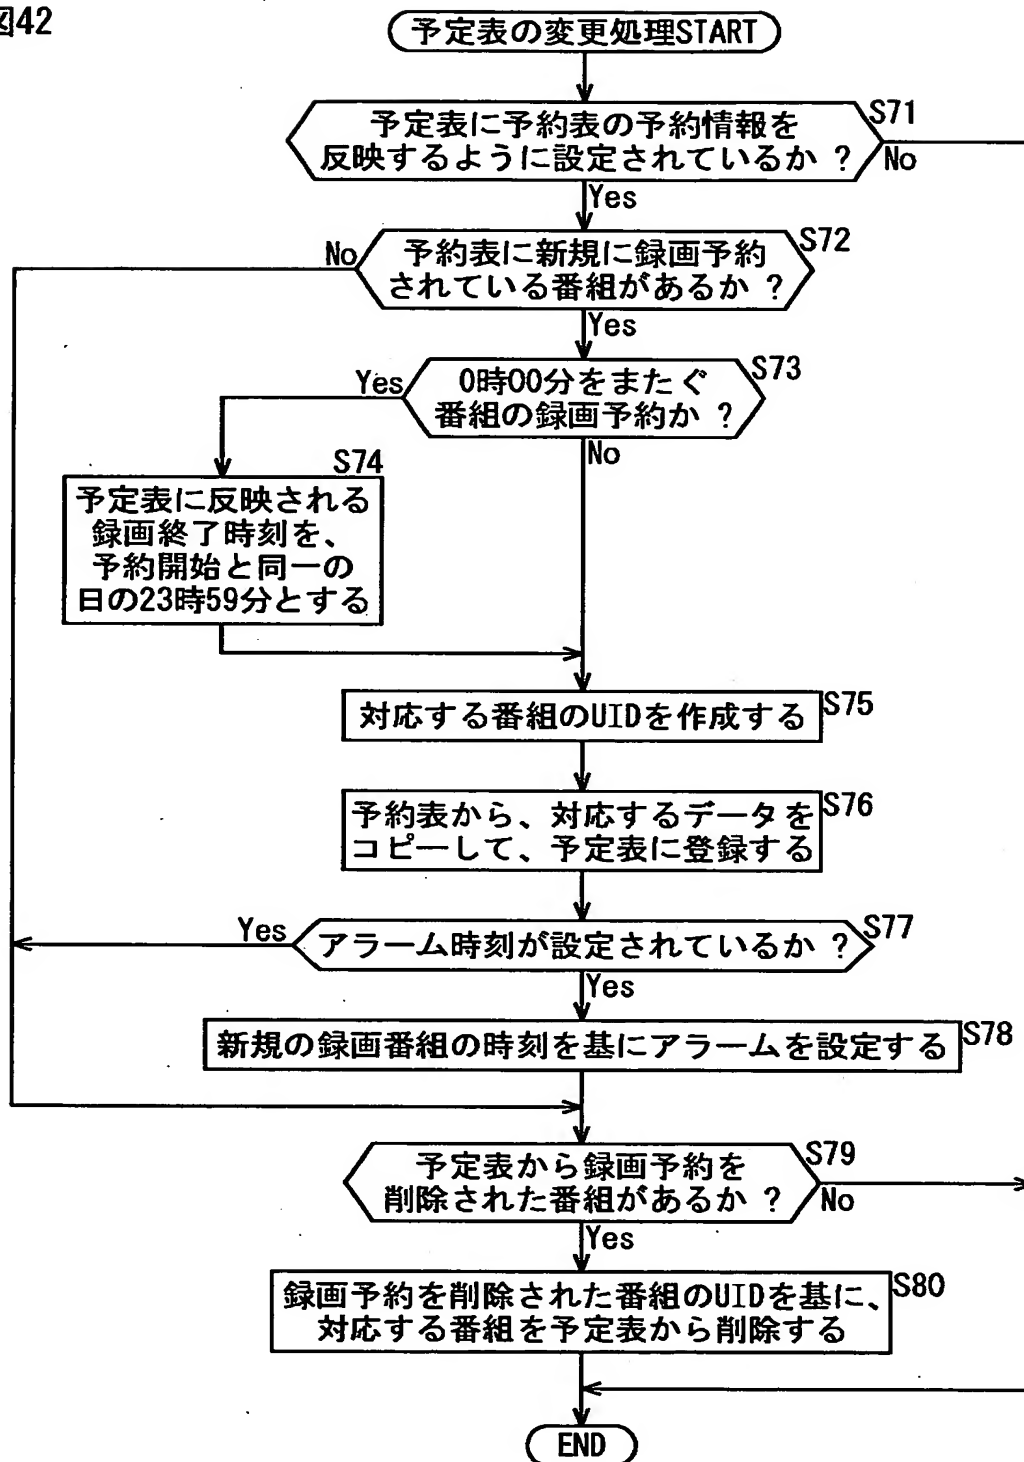 図42
予定表の変更処理START
予定表に予約表の予約情報を
反映するように設定されているか ?
S71
No
Yes
予約表に新規に録画予約
されている番組があるか ?
S72
No
Yes
0時00分をまたぐ
番組の録画予約か ?
S73
Yes
No
S74
予定表に反映される
録画終了時刻を、
予約開始と同一の
日の23時59分とする
対応する番組のUIDを作成する
S75
予約表から、対応するデータを
コピーして、予定表に登録する
S76
アラーム時刻が設定されているか ?
S77
Yes
Yes
新規の録画番組の時刻を基にアラームを設定する
S78
予定表から録画予約を
削除された番組があるか ?
S79
No
Yes
録画予約を削除された番組のUIDを基に、
対応する番組を予定表から削除する
S80
END